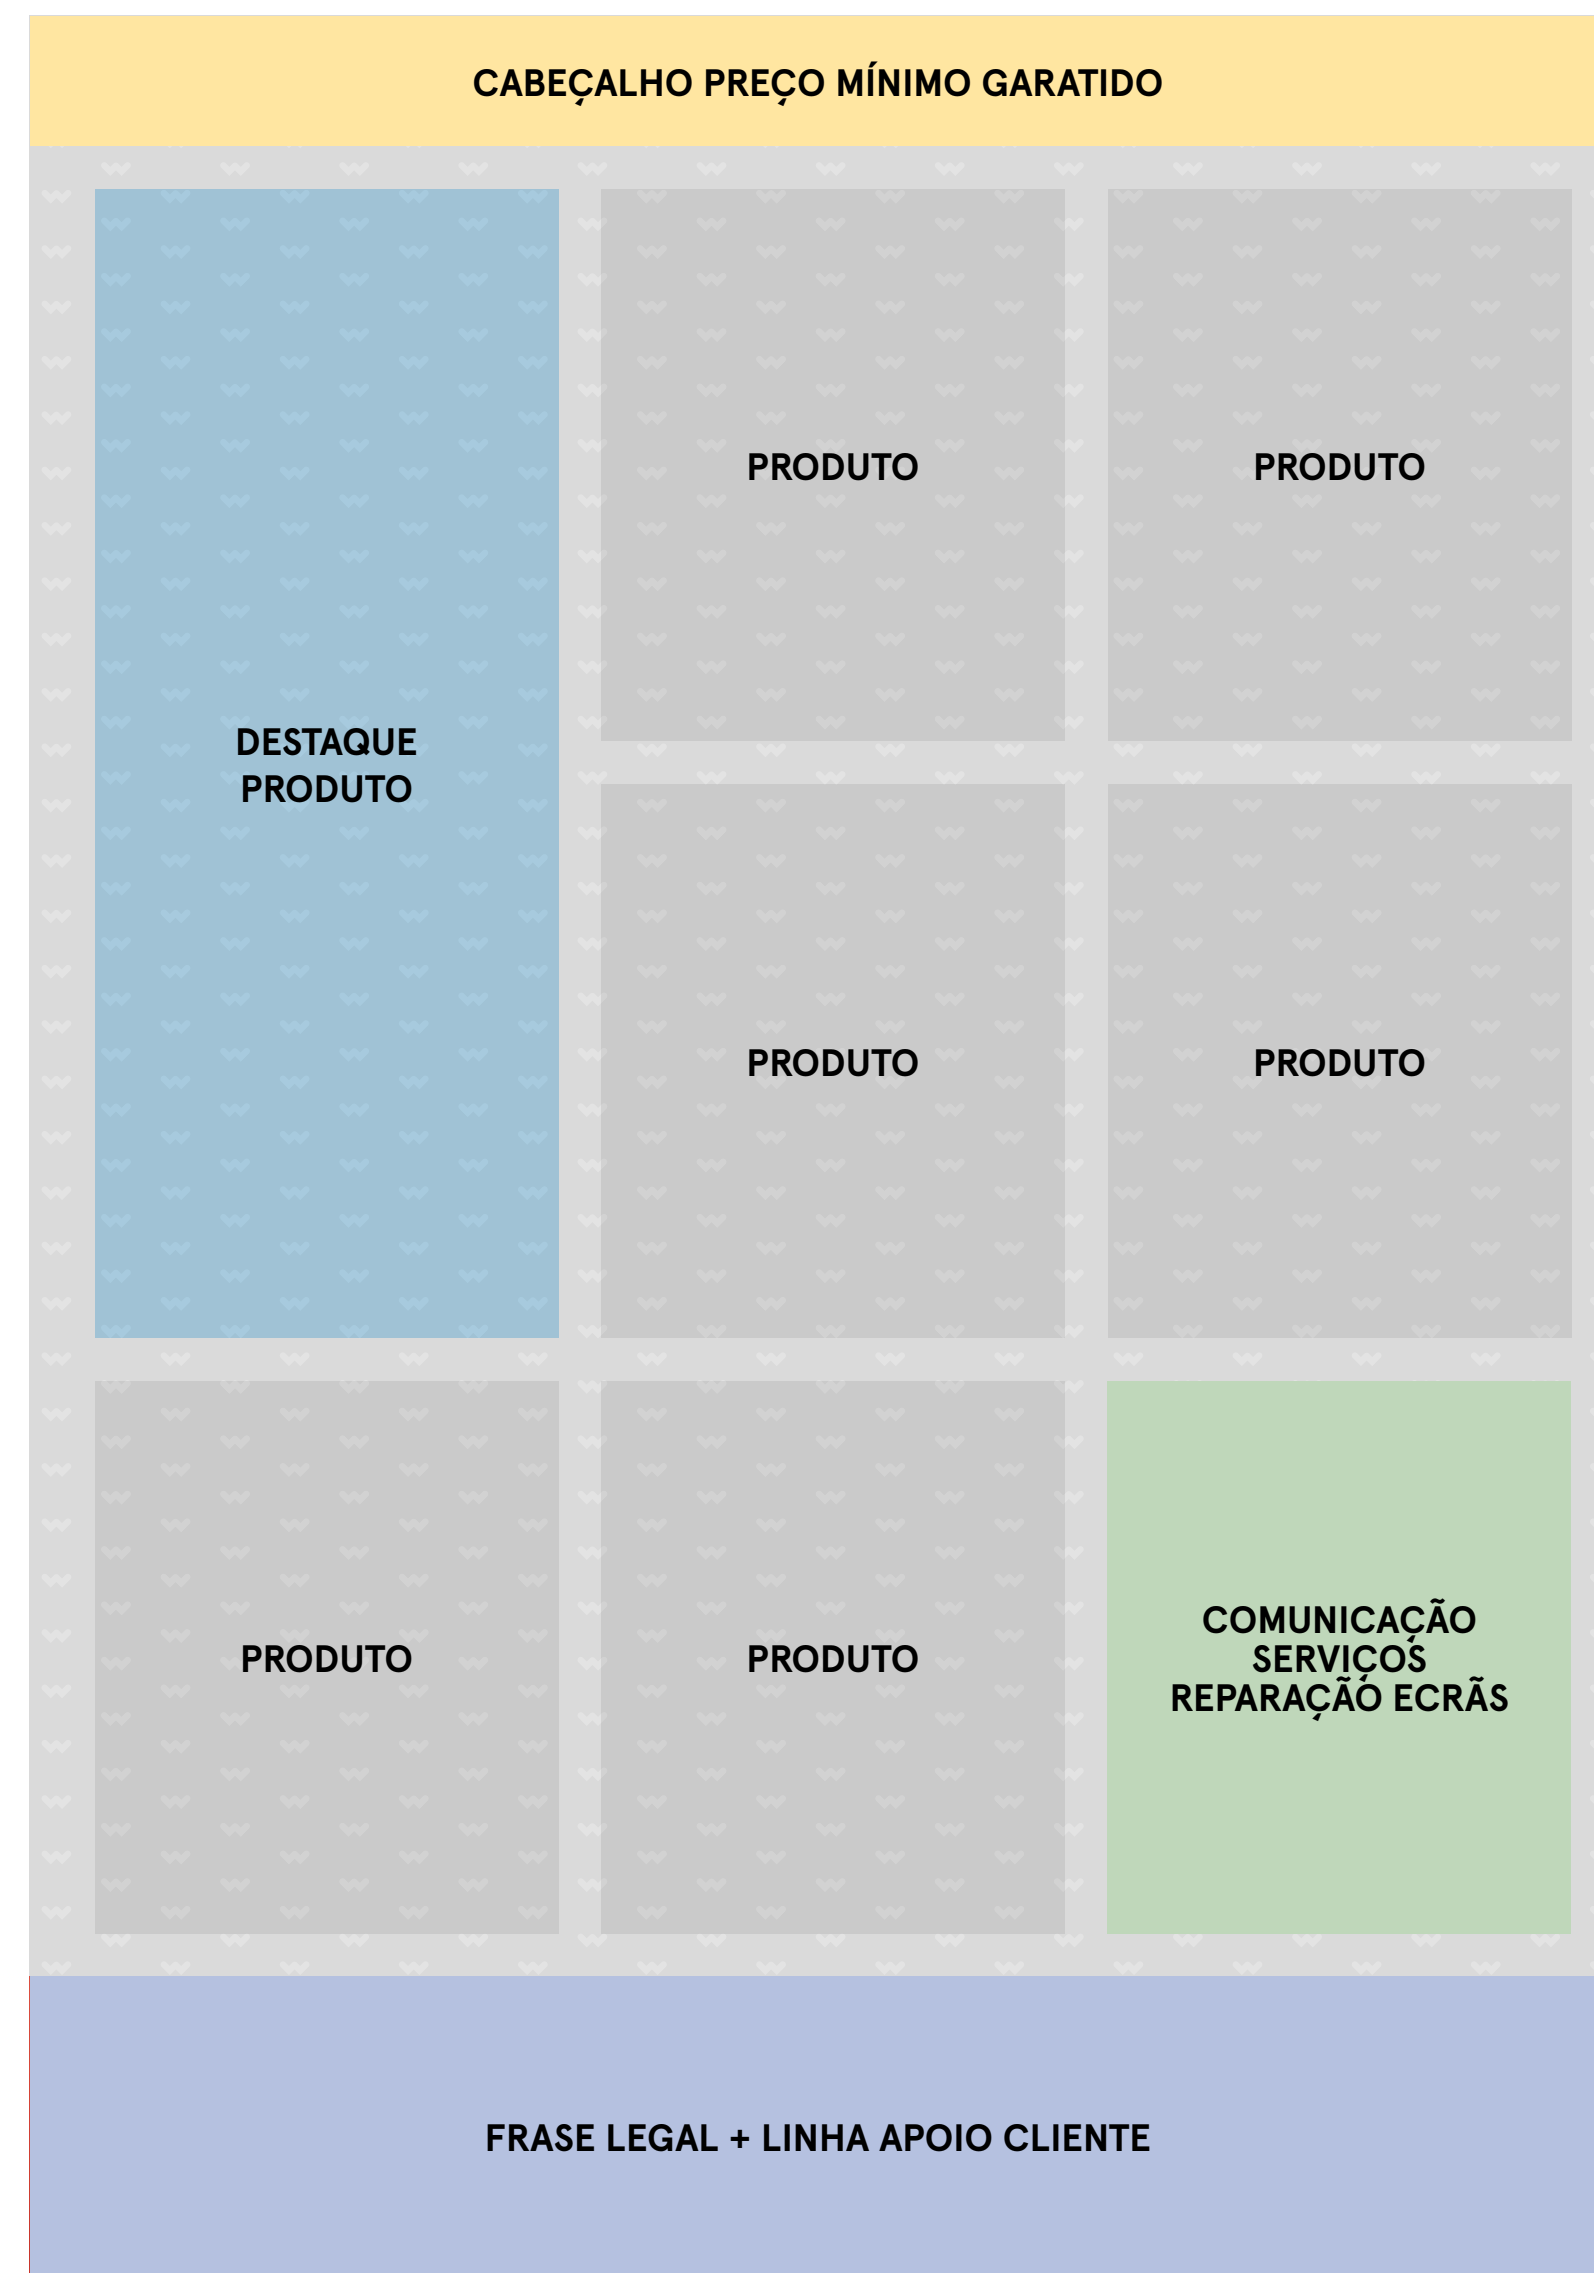 CABEÇALHO PREÇO MÍNIMO GARATIDO
DESTAQUE
PRODUTO
PRODUTO
PRODUTO
PRODUTO
PRODUTO
PRODUTO
PRODUTO
COMUNICAÇÃO
SERVIÇOS
REPARAÇÃO ECRÃS
FRASE LEGAL + LINHA APOIO CLIENTE